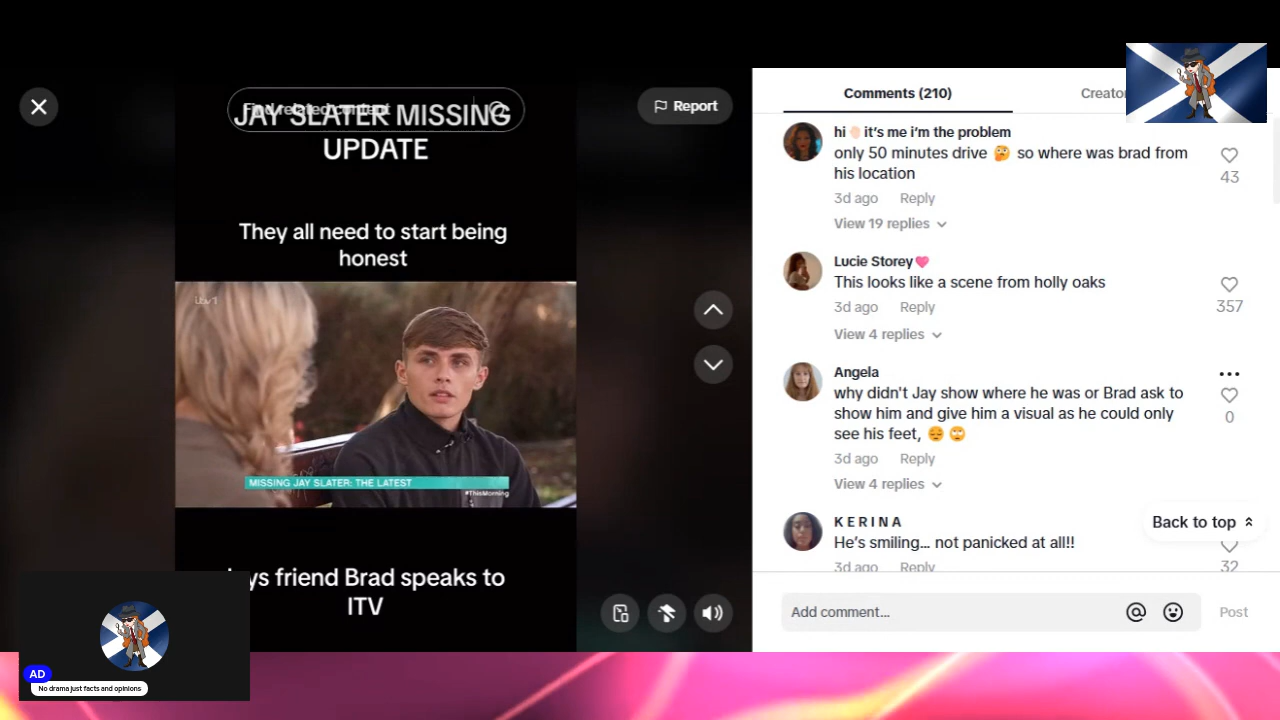 Find related content
JAY SLATER MISSING
UPDATE
Report
They all need to start being
honest
itv1
MISSING JAY SLATER: THE LATEST
#ThisMorning
ys friend Brad speaks to
ITV
AD
No drama just facts and opinions
Comments (210)
Creator
hi it's me i'm the problem
only 50 minutes drive 🤔 so where was brad from
his location
43
3d ago Reply
View 19 replies
Lucie Storey
This looks like a scene from holly oaks
357
3d ago Reply
View 4 replies
Angela
why didn't Jay show where he was or Brad ask to
show him and give him a visual as he could only
see his feet, 😔 🙄
0
3d ago Reply
View 4 replies
K E R I N A
He's smiling... not panicked at all!!
32
3d ago Reply
Back to top
Add comment...
Post